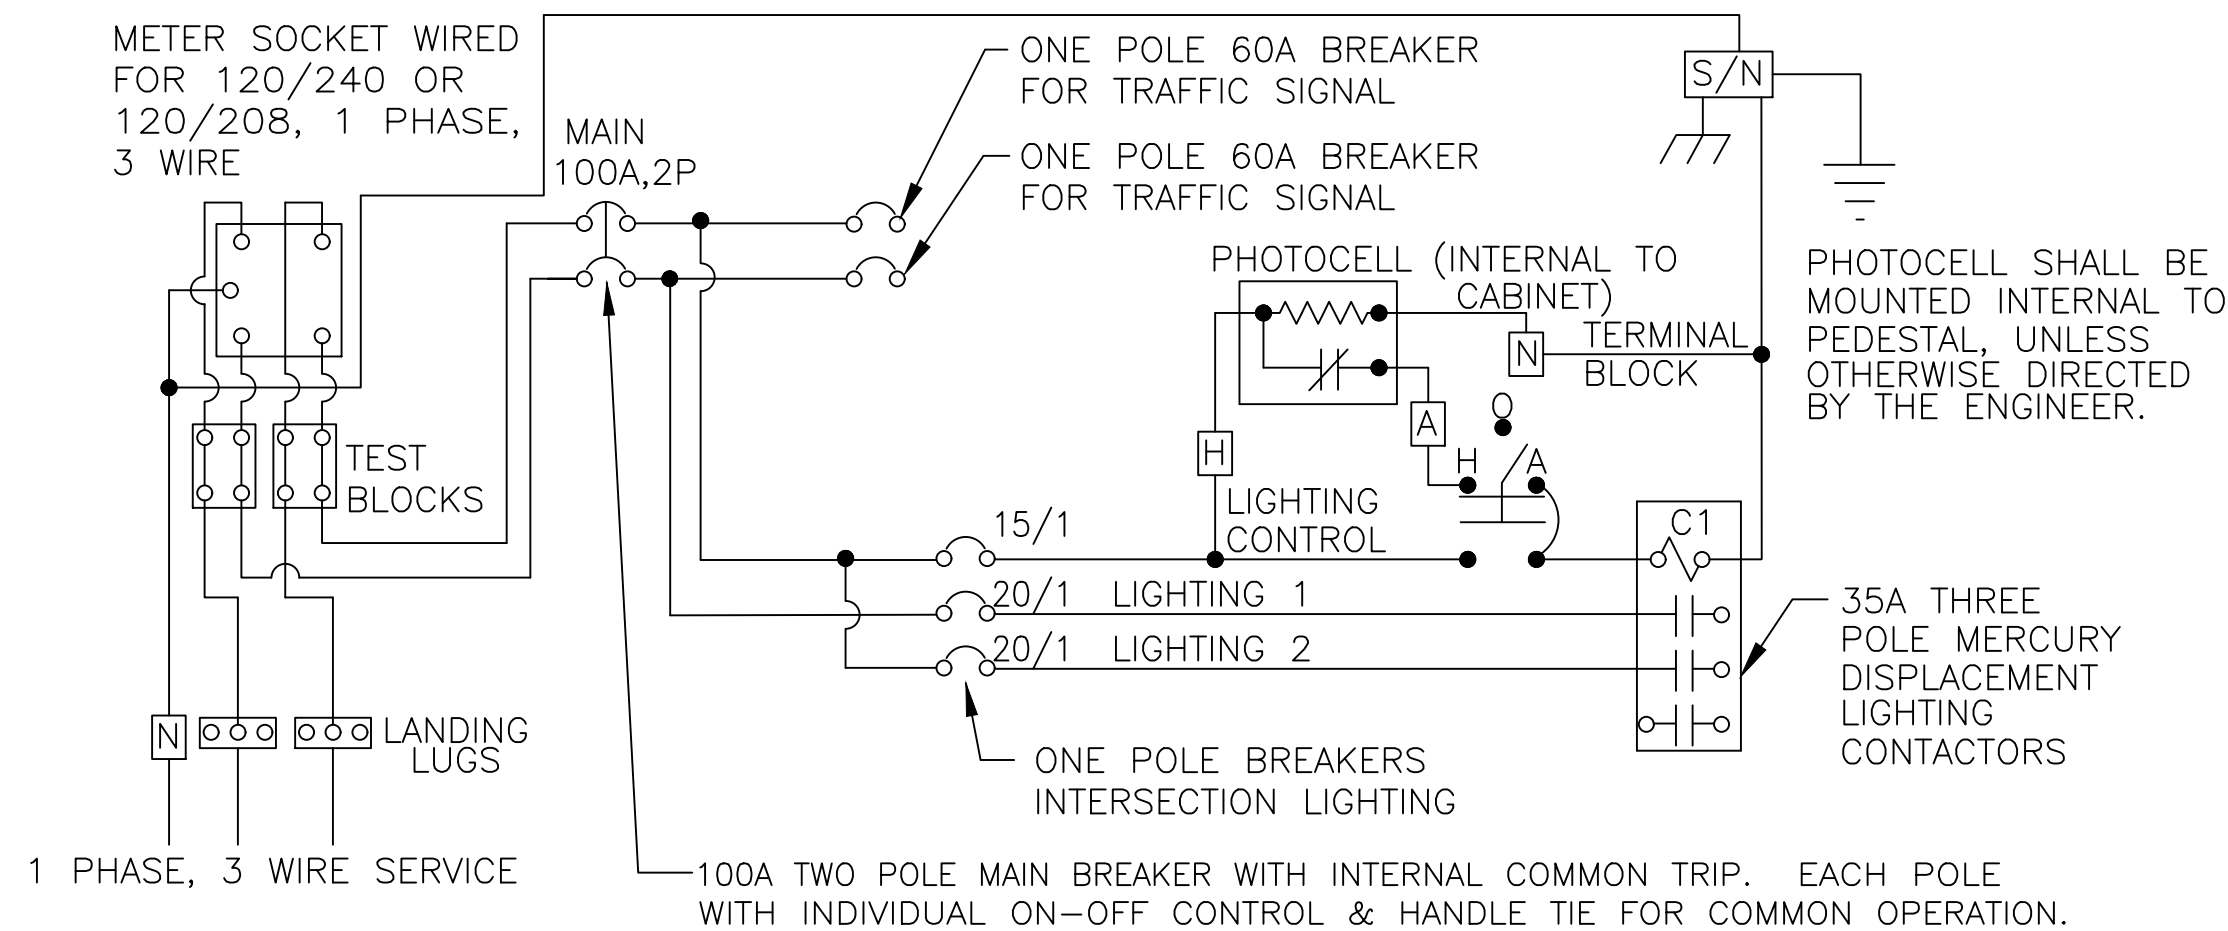 METER SOCKET WIRED
FOR 120/240 OR
120/208, 1 PHASE,
3 WIRE
MAIN
100A,2P
ONE POLE 60A BREAKER
FOR TRAFFIC SIGNAL
ONE POLE 60A BREAKER
FOR TRAFFIC SIGNAL
S/N
PHOTOCELL (INTERNAL TO
CABINET)
N
TERMINAL
BLOCK
PHOTOCELL SHALL BE
MOUNTED INTERNAL TO
PEDESTAL, UNLESS
OTHERWISE DIRECTED
BY THE ENGINEER.
A
O
H
H A
TEST
BLOCKS
LIGHTING
CONTROL
15/1
C1
20/1 LIGHTING 1
20/1 LIGHTING 2
35A THREE
POLE MERCURY
DISPLACEMENT
LIGHTING
CONTACTORS
N
LANDING
LUGS
ONE POLE BREAKERS
INTERSECTION LIGHTING
1 PHASE, 3 WIRE SERVICE
100A TWO POLE MAIN BREAKER WITH INTERNAL COMMON TRIP. EACH POLE
WITH INDIVIDUAL ON-OFF CONTROL & HANDLE TIE FOR COMMON OPERATION.